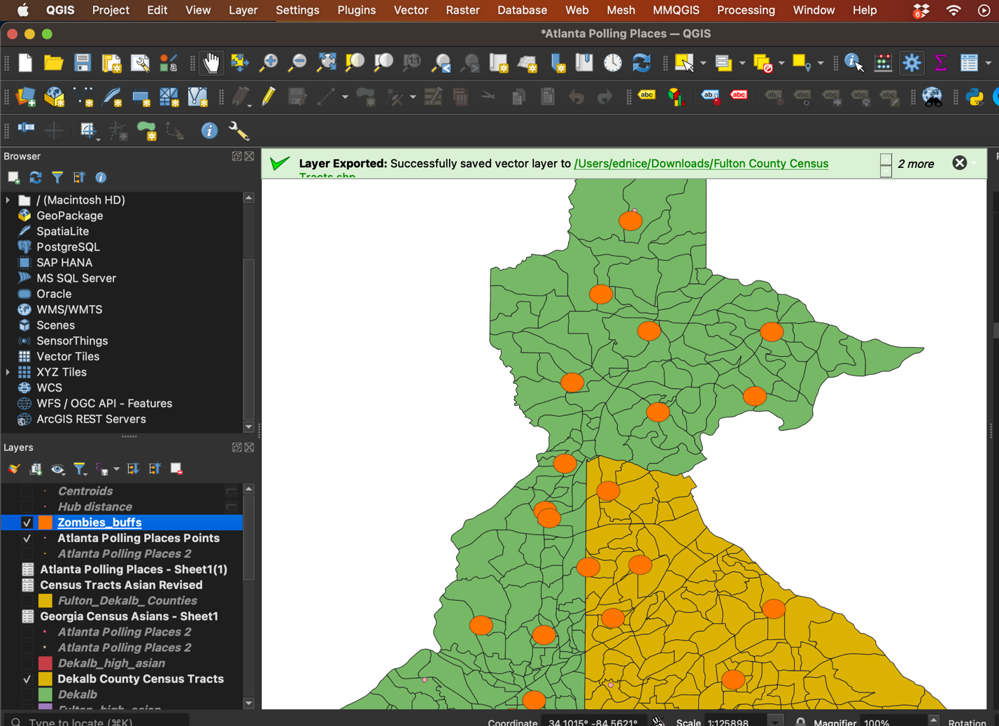 QGIS Project Edit View Layer Settings Plugins Vector Raster Database Web Mesh MMQGIS Processing Window Help 6
*Atlanta Polling Places — QGIS
abc
abc
abc
Browser
Layer Exported: Successfully saved vector layer to /Users/ednice/Downloads/Fulton County Census
Tracts.shp
2 more
/ (Macintosh HD)
GeoPackage
SpatiaLite
PostgreSQL
SAP HANA
MS SQL Server
Oracle
WMS/WMTS
Scenes
SensorThings
Vector Tiles
XYZ Tiles
WCS
WFS / OGC API - Features
ArcGIS REST Servers
Layers
Centroids
Hub distance
Zombies_buffs
Atlanta Polling Places Points
Atlanta Polling Places 2
Atlanta Polling Places - Sheet1(1)
Census Tracts Asian Revised
Fulton_Dekalb_Counties
Georgia Census Asians - Sheet1
Atlanta Polling Places 2
Atlanta Polling Places 2
Dekalb_high_asian
Dekalb County Census Tracts
Dekalb
Fulton_high_asian
Type to locate (⌘K)
Coordinate 34.1015° -84.5621° Scale 1:125898 Magnifier 100% Rotation